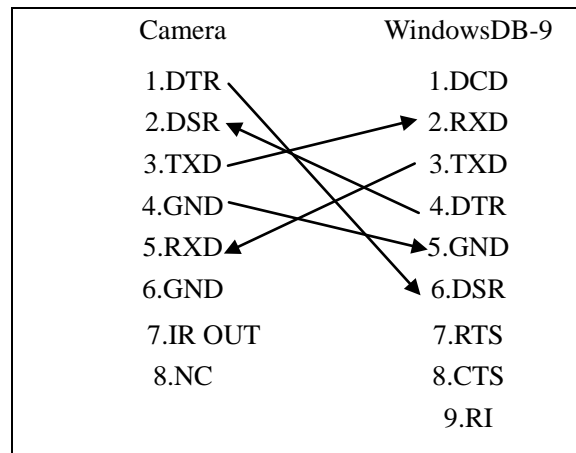 Camera WindowsDB-9
1.DTR 1.DCD
2.DSR 2.RXD
3.TXD 3.TXD
4.GND 4.DTR
5.RXD 5.GND
6.GND 6.DSR
7.IR OUT 7.RTS
8.NC 8.CTS
9.RI